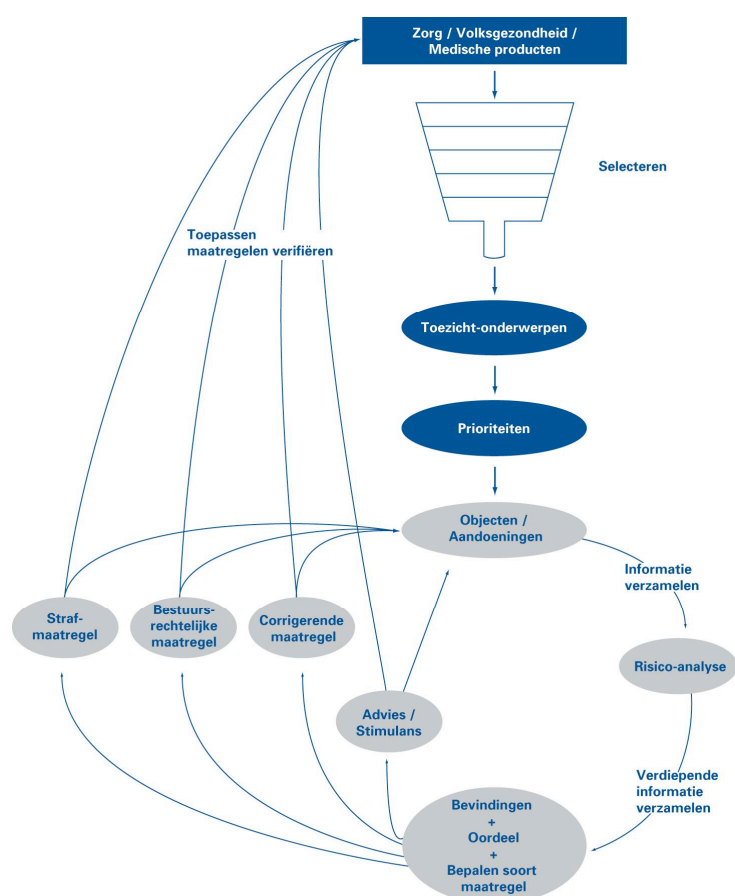 Zorg / Volksgezondheid /
Medische producten
Selecteren
Toepassen
maatregelen verifiëren
Toezicht-onderwerpen
Prioriteiten
Objecten /
Aandoeningen
Informatie
verzamelen
Straf-
maatregel
Bestuurs-
rechtelijke
maatregel
Corrigerende
maatregel
Risico-analyse
Advies /
Stimulans
Verdiepende
informatie
verzamelen
Bevindingen
+
Oordeel
+
Bepalen soort
maatregel